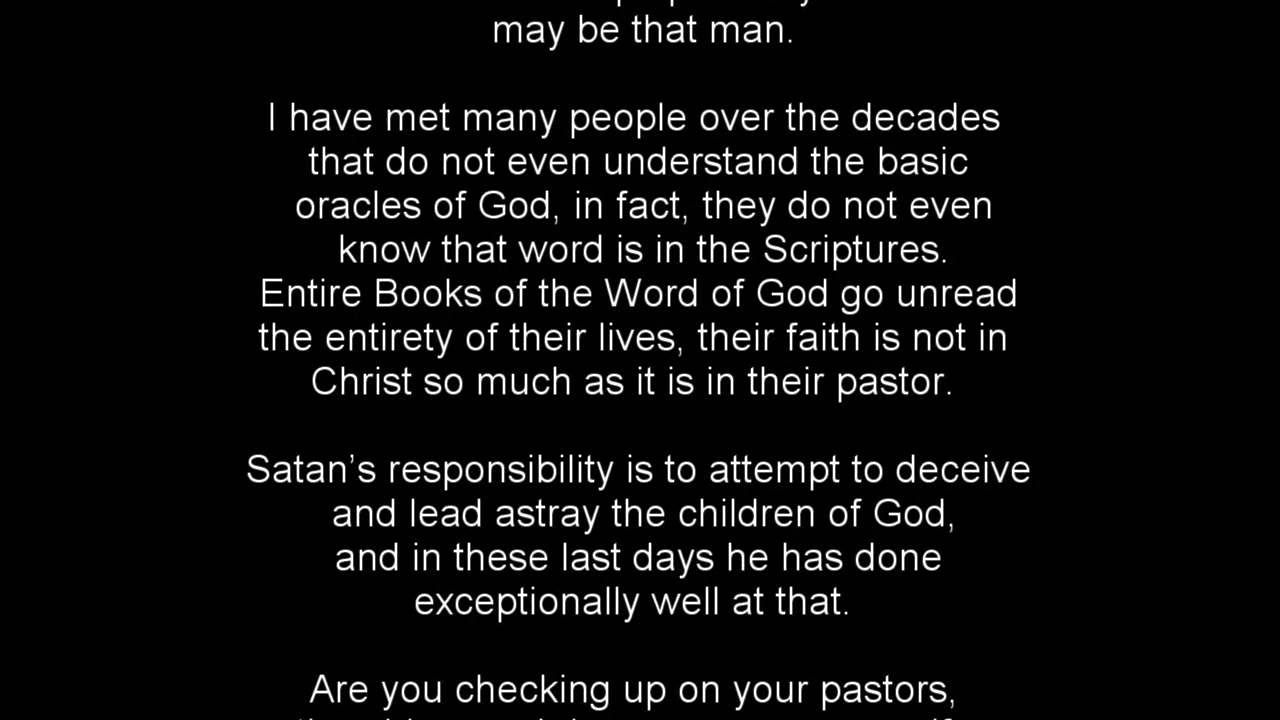 may be that man.
I have met many people over the decades
that do not even understand the basic
oracles of God, in fact, they do not even
know that word is in the Scriptures.
Entire Books of the Word of God go unread
the entirety of their lives, their faith is not in
Christ so much as it is in their pastor.
Satan’s responsibility is to attempt to deceive
and lead astray the children of God,
and in these last days he has done
exceptionally well at that.
Are you checking up on your pastors,